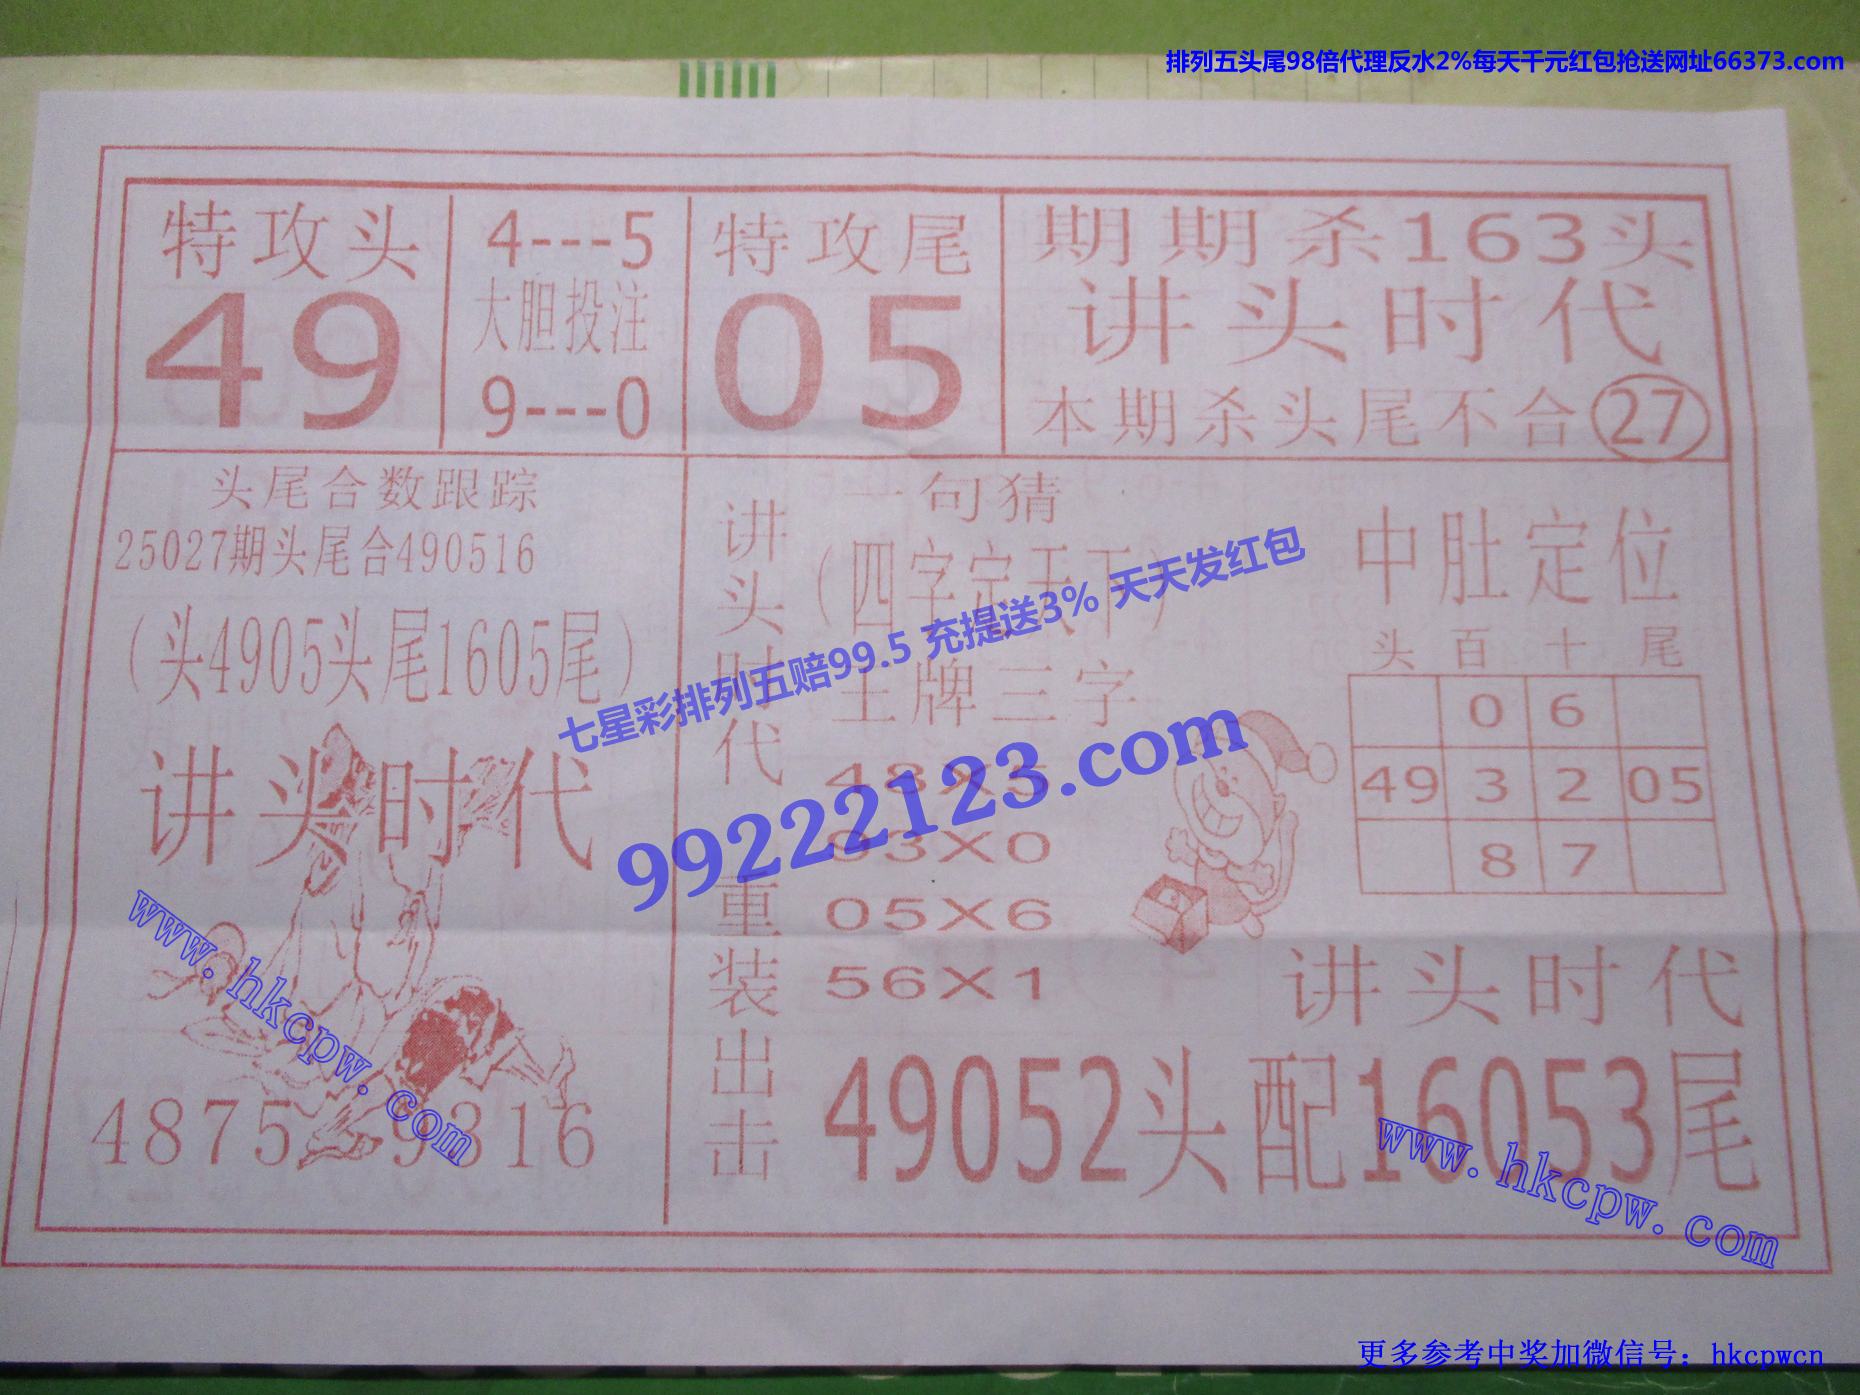 排列五头尾98倍代理反水2%每天千元红包抢送网址66373.com
特攻头
49
4---5
大胆投注
9---0
特攻尾
05
期期杀163头
讲头时代
本期杀头尾不合27
头尾合数跟踪
25027期头尾合490516
(头4905头尾1605尾)
讲头时代
4875 9316
讲头时代 重装出击
一句猜
(四字定天下)
王牌三字
48X5
93X0
05X6
56X1
中肚定位
头 百 十 尾
0 6
49 3 2 05
8 7
讲头时代
49052头配16053尾
七星彩排列五赔99.5 充提送3% 天天发红包
99222123.com
www.hkcpw.com
www.hkcpw.com
更多参考中奖加微信号：hkcpwcn